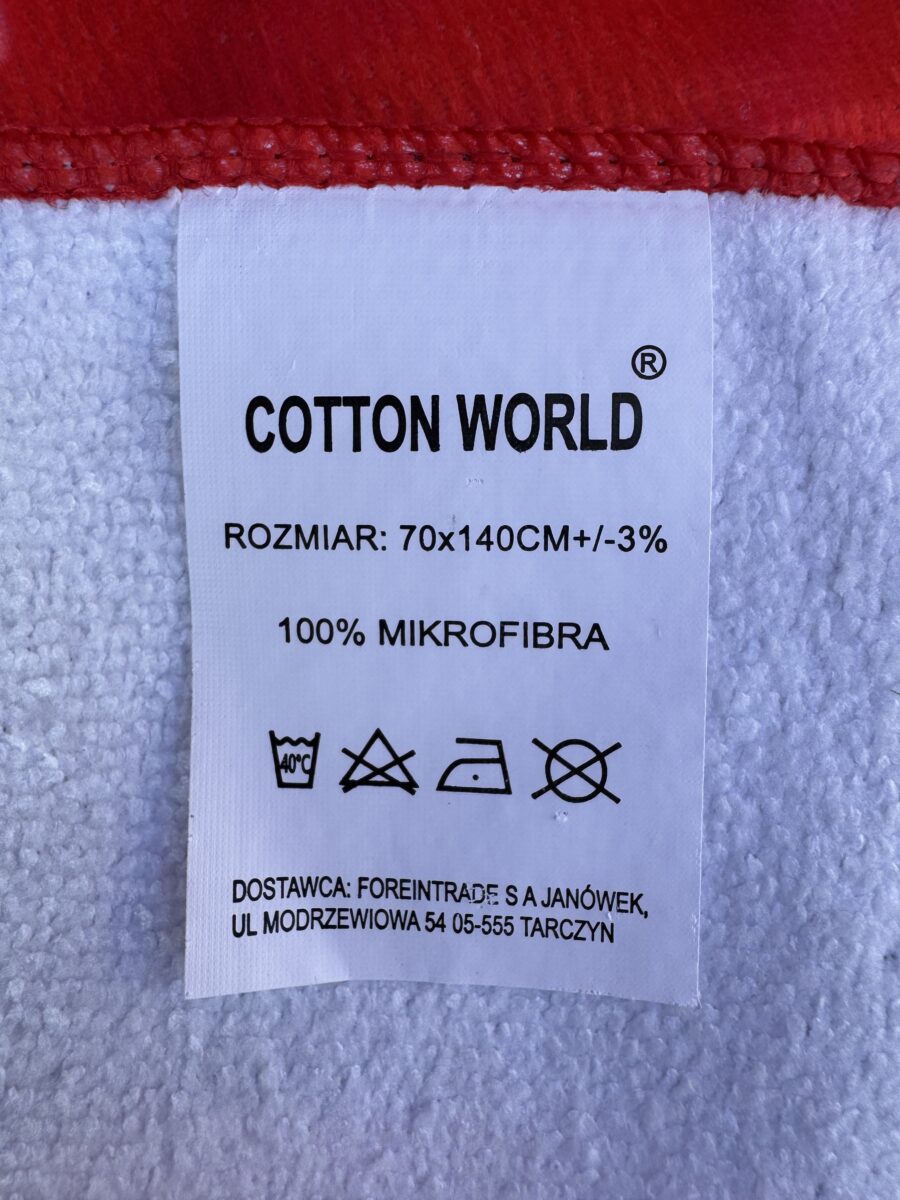 COTTON WORLD®
ROZMIAR: 70x140CM+/-3%
100% MIKROFIBRA
40°C
DOSTAWCA: FOREINTRADE S A JANÓWEK,
UL MODRZEWIOWA 54 05-555 TARCZYN